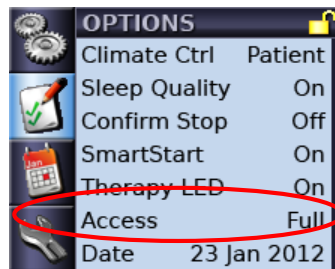 OPTIONS
Climate Ctrl Patient
Sleep Quality On
Confirm Stop Off
SmartStart On
Therapy LED On
Access Full
Date 23 Jan 2012
Jan